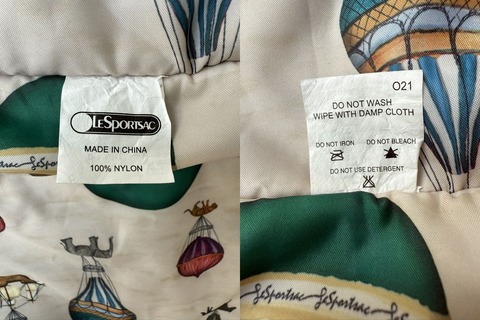 LeSportsac
MADE IN CHINA
100% NYLON
LeSportsac
O21
DO NOT WASH
WIPE WITH DAMP CLOTH
DO NOT IRON DO NOT BLEACH
DO NOT USE DETERGENT
LeSportsac LeSportsac LeSportsac